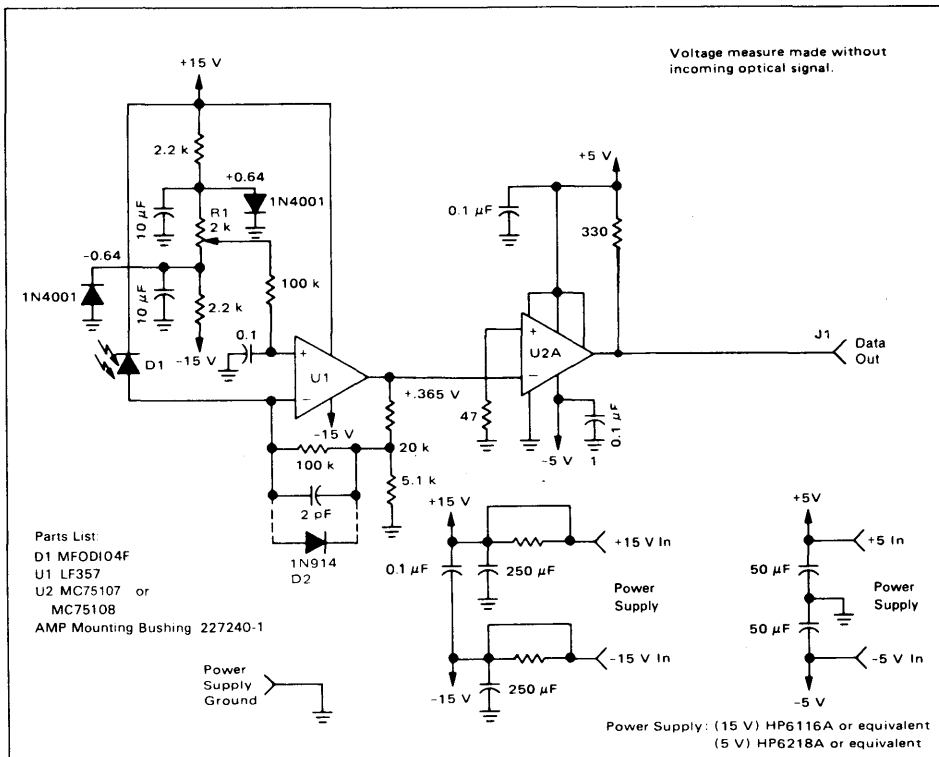 Voltage measure made without
incoming optical signal.
+15 V
2.2 k
+0.64
1N4001
10 µF
R1
2 k
-0.64
1N4001
10 µF
2.2 k
100 k
-15 V
0.1
D1
+
-
U1
-15 V
+.365 V
20 k
100 k
5.1 k
2 pF
1N914
D2
+5 V
0.1 µF
330
+
-
U2A
47
-5 V
1
0.1 µF
J1
Data
Out
Parts List:
D1 MFODI04F
U1 LF357
U2 MC75107 or
MC75108
AMP Mounting Bushing 227240-1
Power
Supply
Ground
+15 V
+15 V In
0.1 µF
250 µF
Power
Supply
-15 V In
-15 V
250 µF
+5V
+5 In
50 µF
Power
Supply
50 µF
-5 V In
-5 V
Power Supply: (15 V) HP6116A or equivalent
(5 V) HP6218A or equivalent